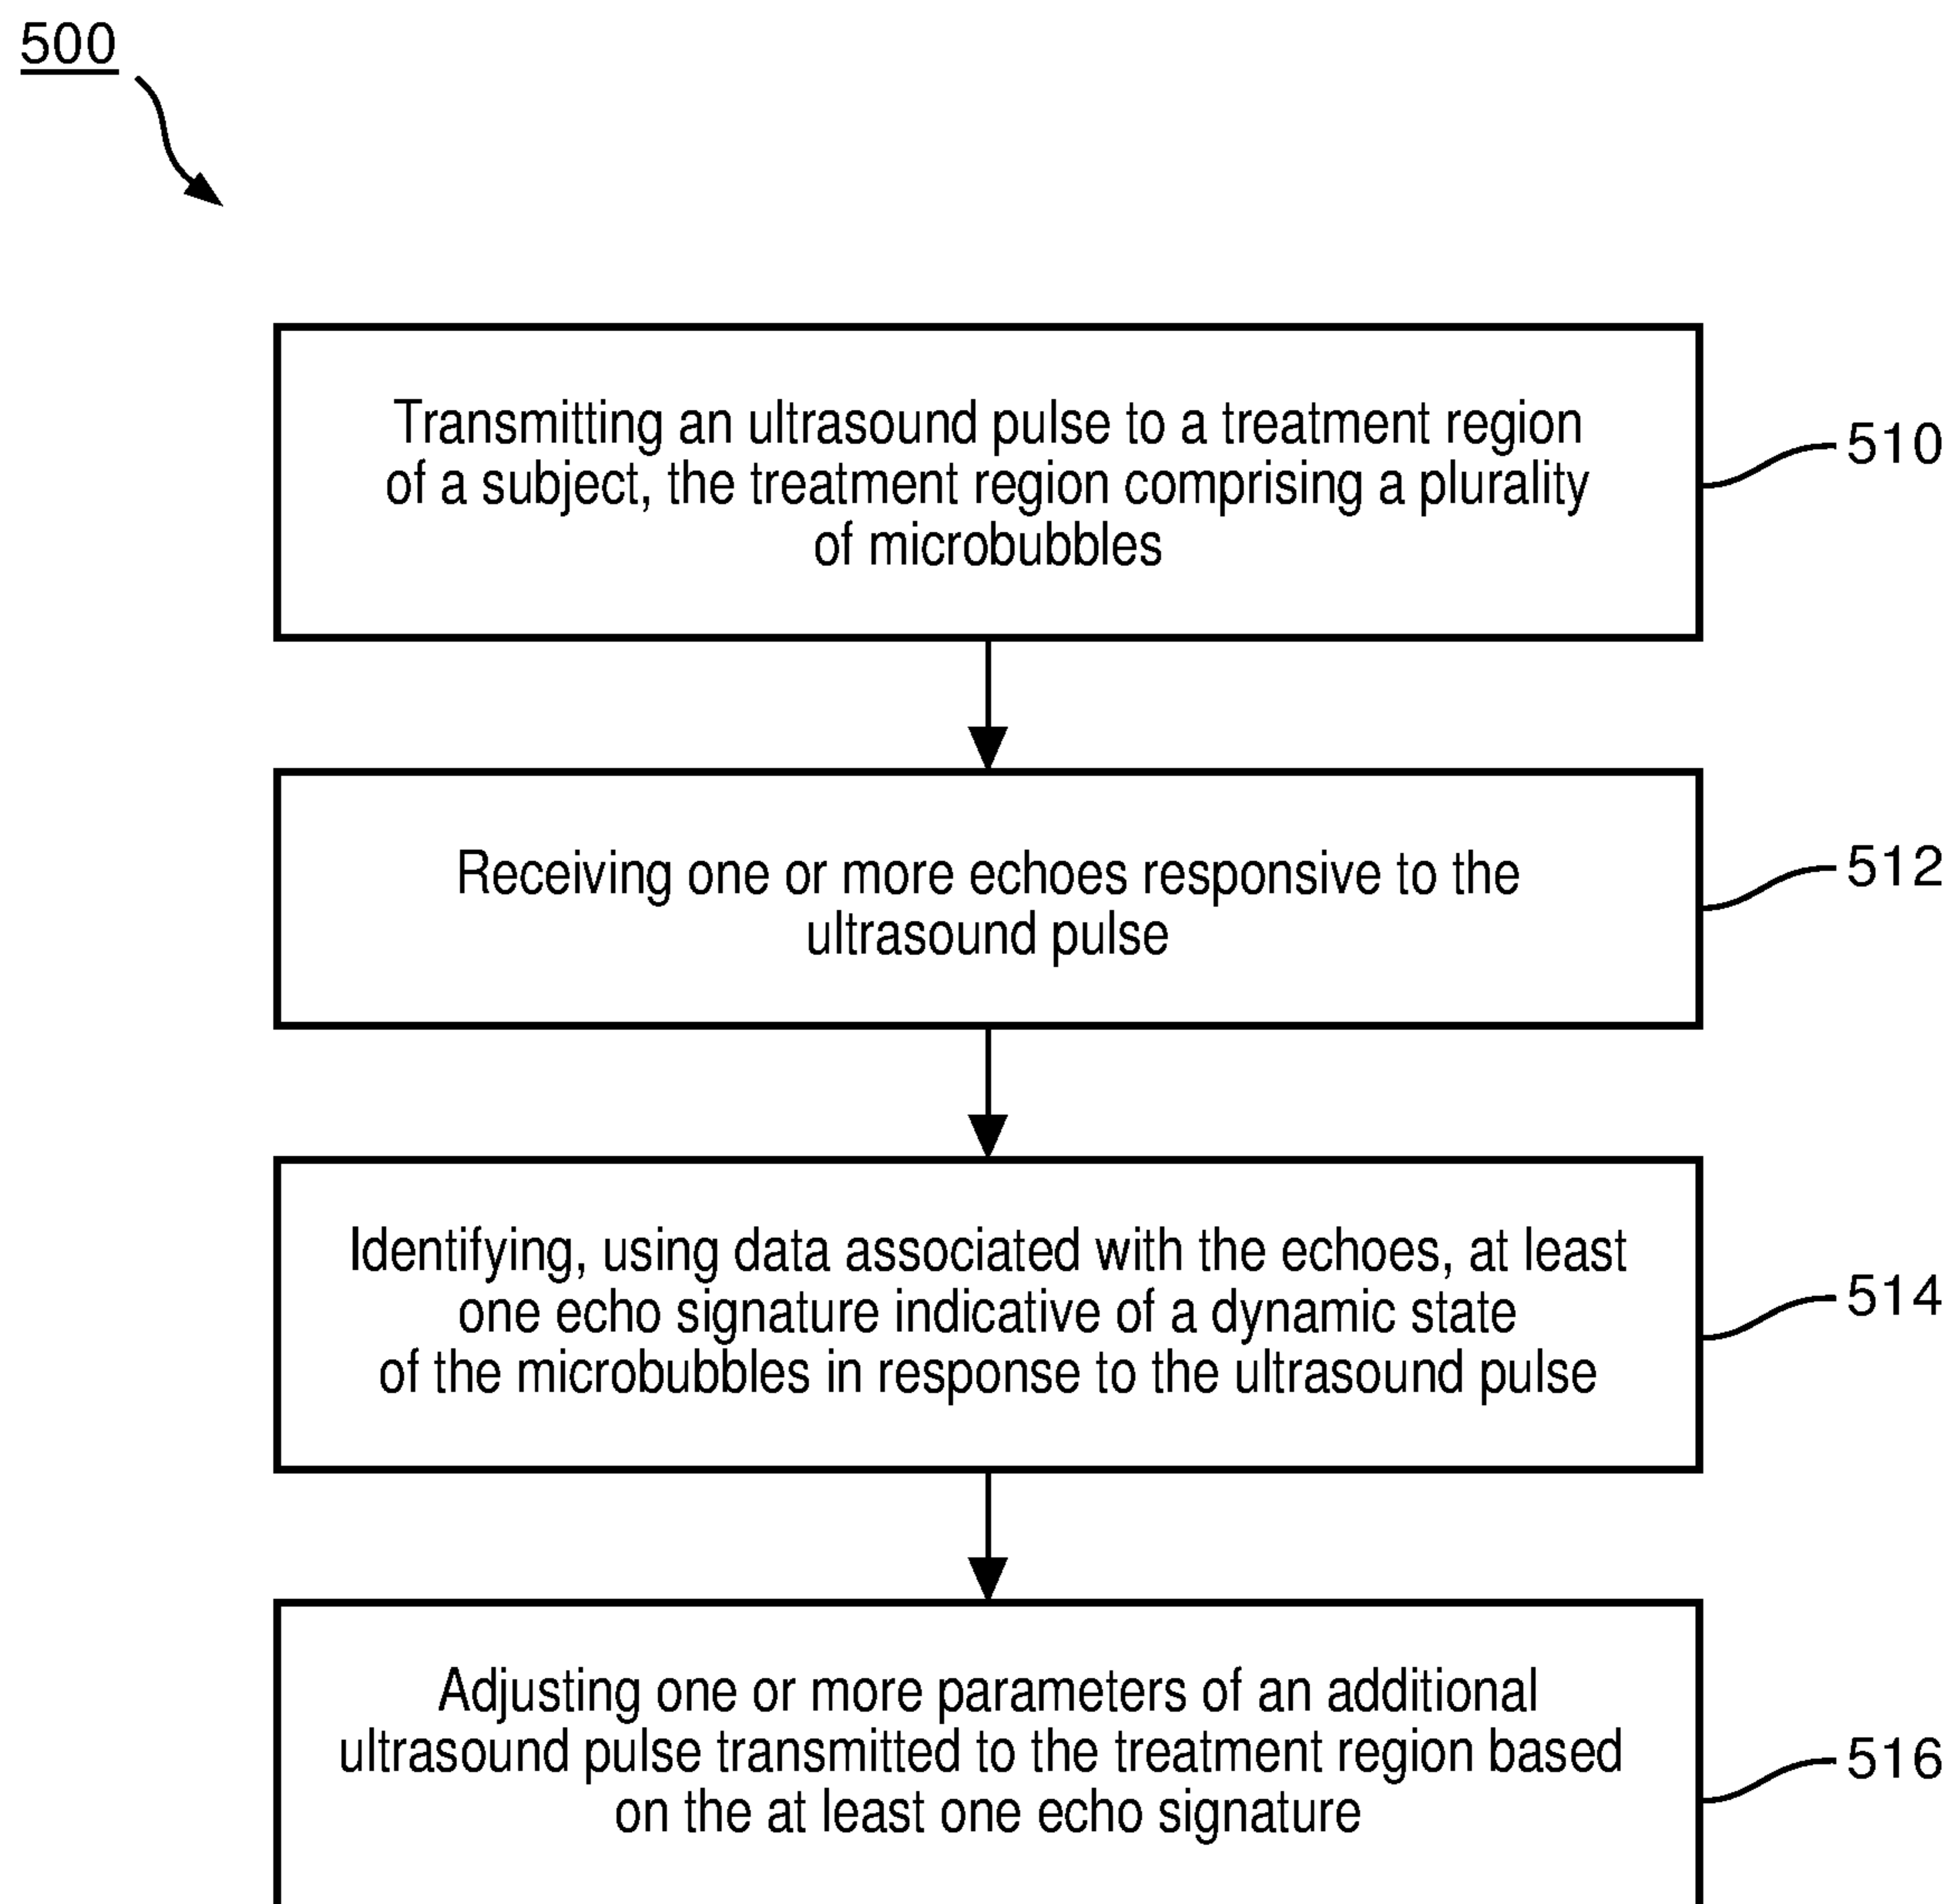 500
Transmitting an ultrasound pulse to a treatment region
of a subject, the treatment region comprising a plurality
of microbubbles
510
Receiving one or more echoes responsive to the
ultrasound pulse
512
Identifying, using data associated with the echoes, at least
one echo signature indicative of a dynamic state
of the microbubbles in response to the ultrasound pulse
514
Adjusting one or more parameters of an additional
ultrasound pulse transmitted to the treatment region based
on the at least one echo signature
516